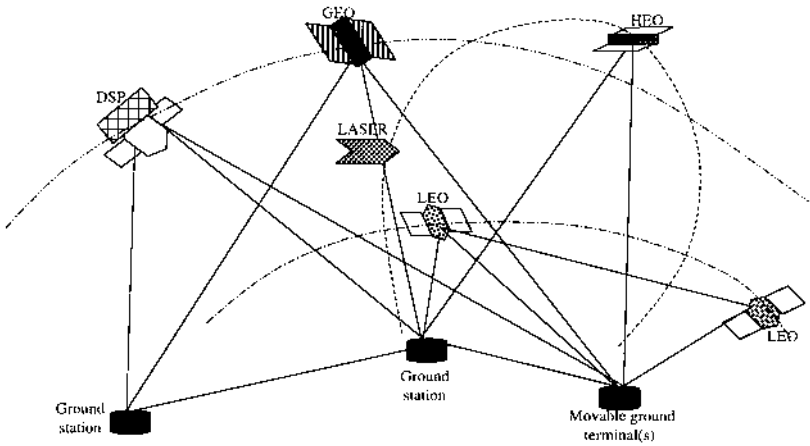 GEO
HEO
DSP
LASER
LEO
LEO
Ground
station
Ground
station
Movable ground
terminal(s)